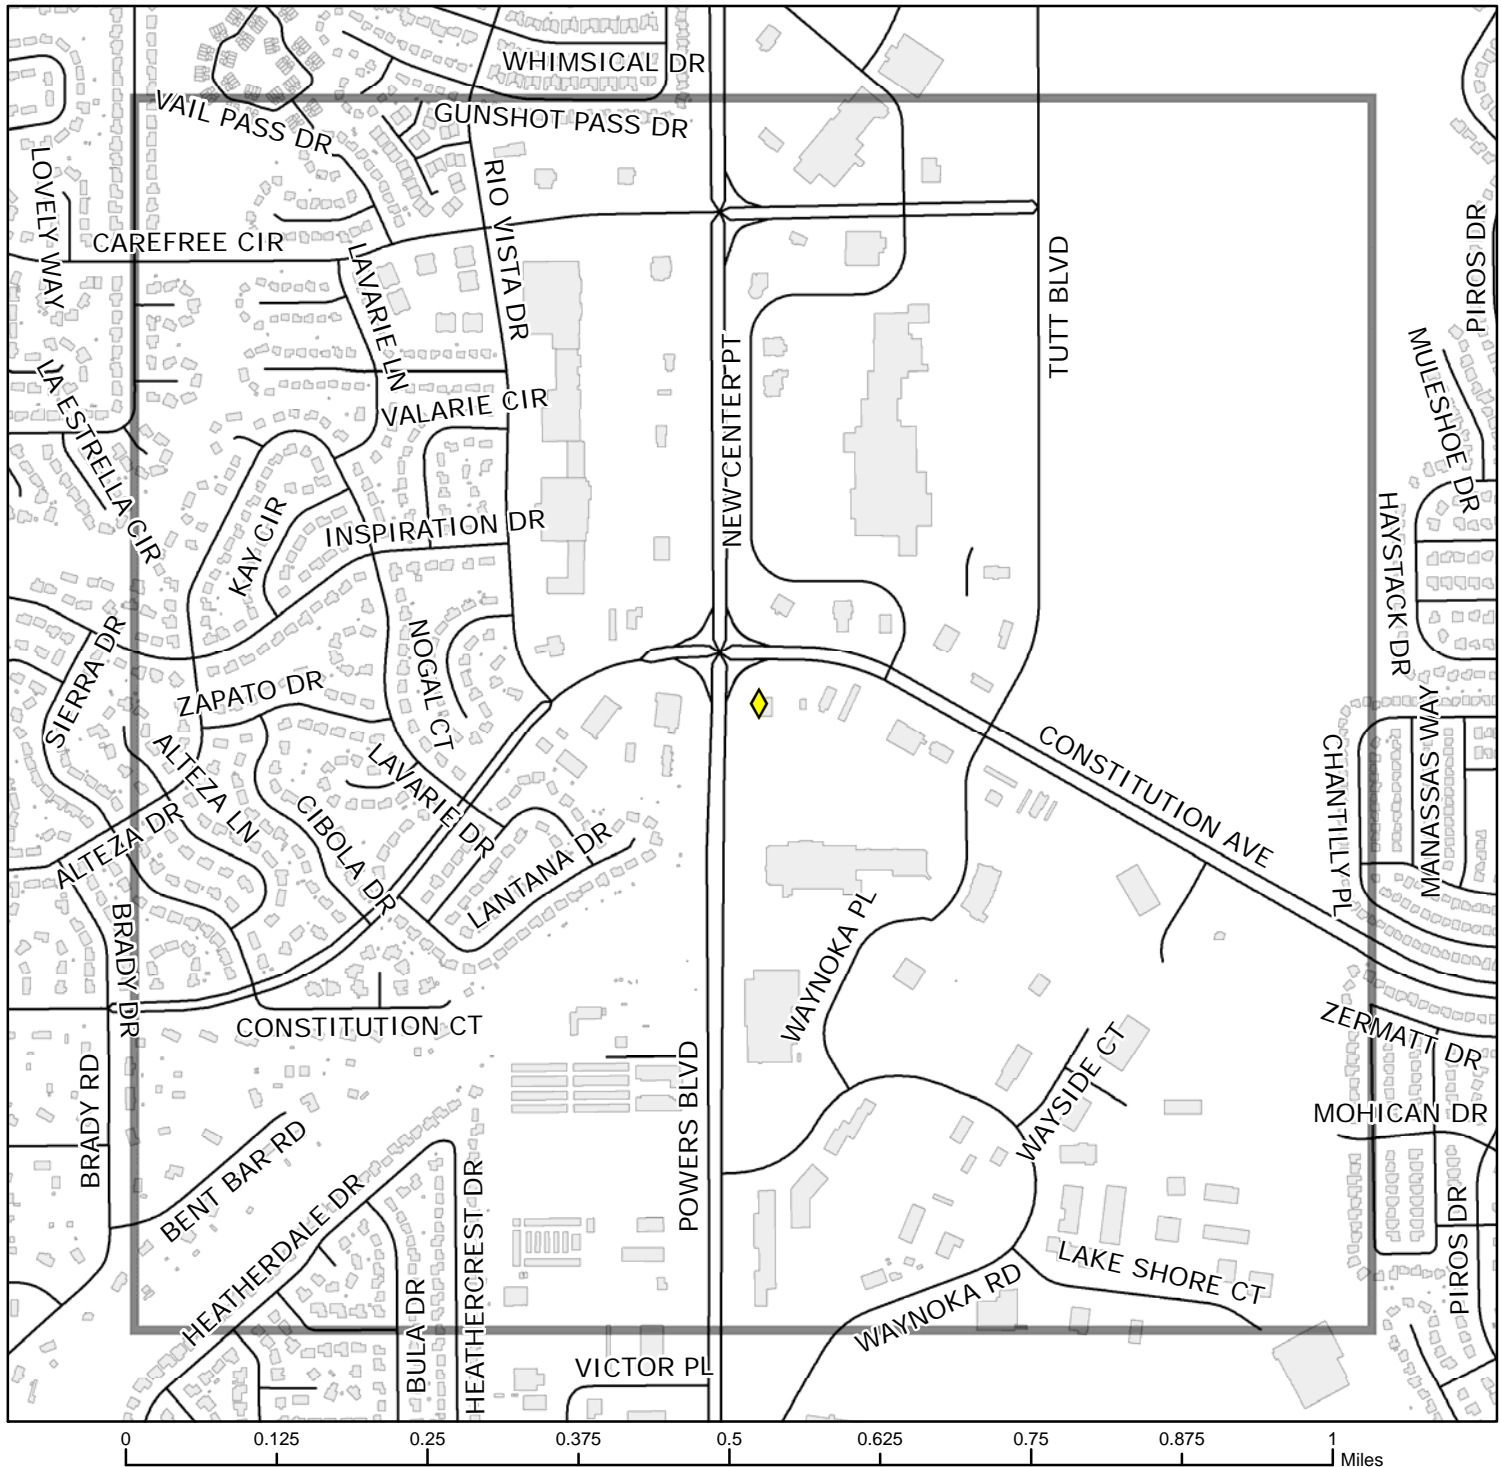 WHIMSICAL DR
VAIL PASS DR
GUNSHOT PASS DR
LOVELY WAY
RIO VISTA DR
CAREFREE CIR
LAVARIE LN
TUTT BLVD
PIROS DR
NEW CENTER PT
MULESHOE DR
LA ESTRELLA CIR
VALARIE CIR
KAY CIR
INSPIRATION DR
HAYSTACK DR
SIERRA DR
NOGAL CT
ZAPATO DR
MANASSAS WAY
CHANTILLY PL
CONSTITUTION AVE
ALTEZA LN
LAVARIE DR
CIBOLA DR
ALTEZA DR
LANTANA DR
BRADY DR
WAYNOKA PL
CONSTITUTION CT
ZERMATT DR
WAYSIDE CT
BRADY RD
POWERS BLVD
MOHICAN DR
BENT BAR RD
HEATHERDALE DR
HEATHERCREST DR
PIROS DR
LAKE SHORE CT
BULA DR
WAYNOKA RD
VICTOR PL
0 0.125 0.25 0.375 0.5 0.625 0.75 0.875 1
Miles